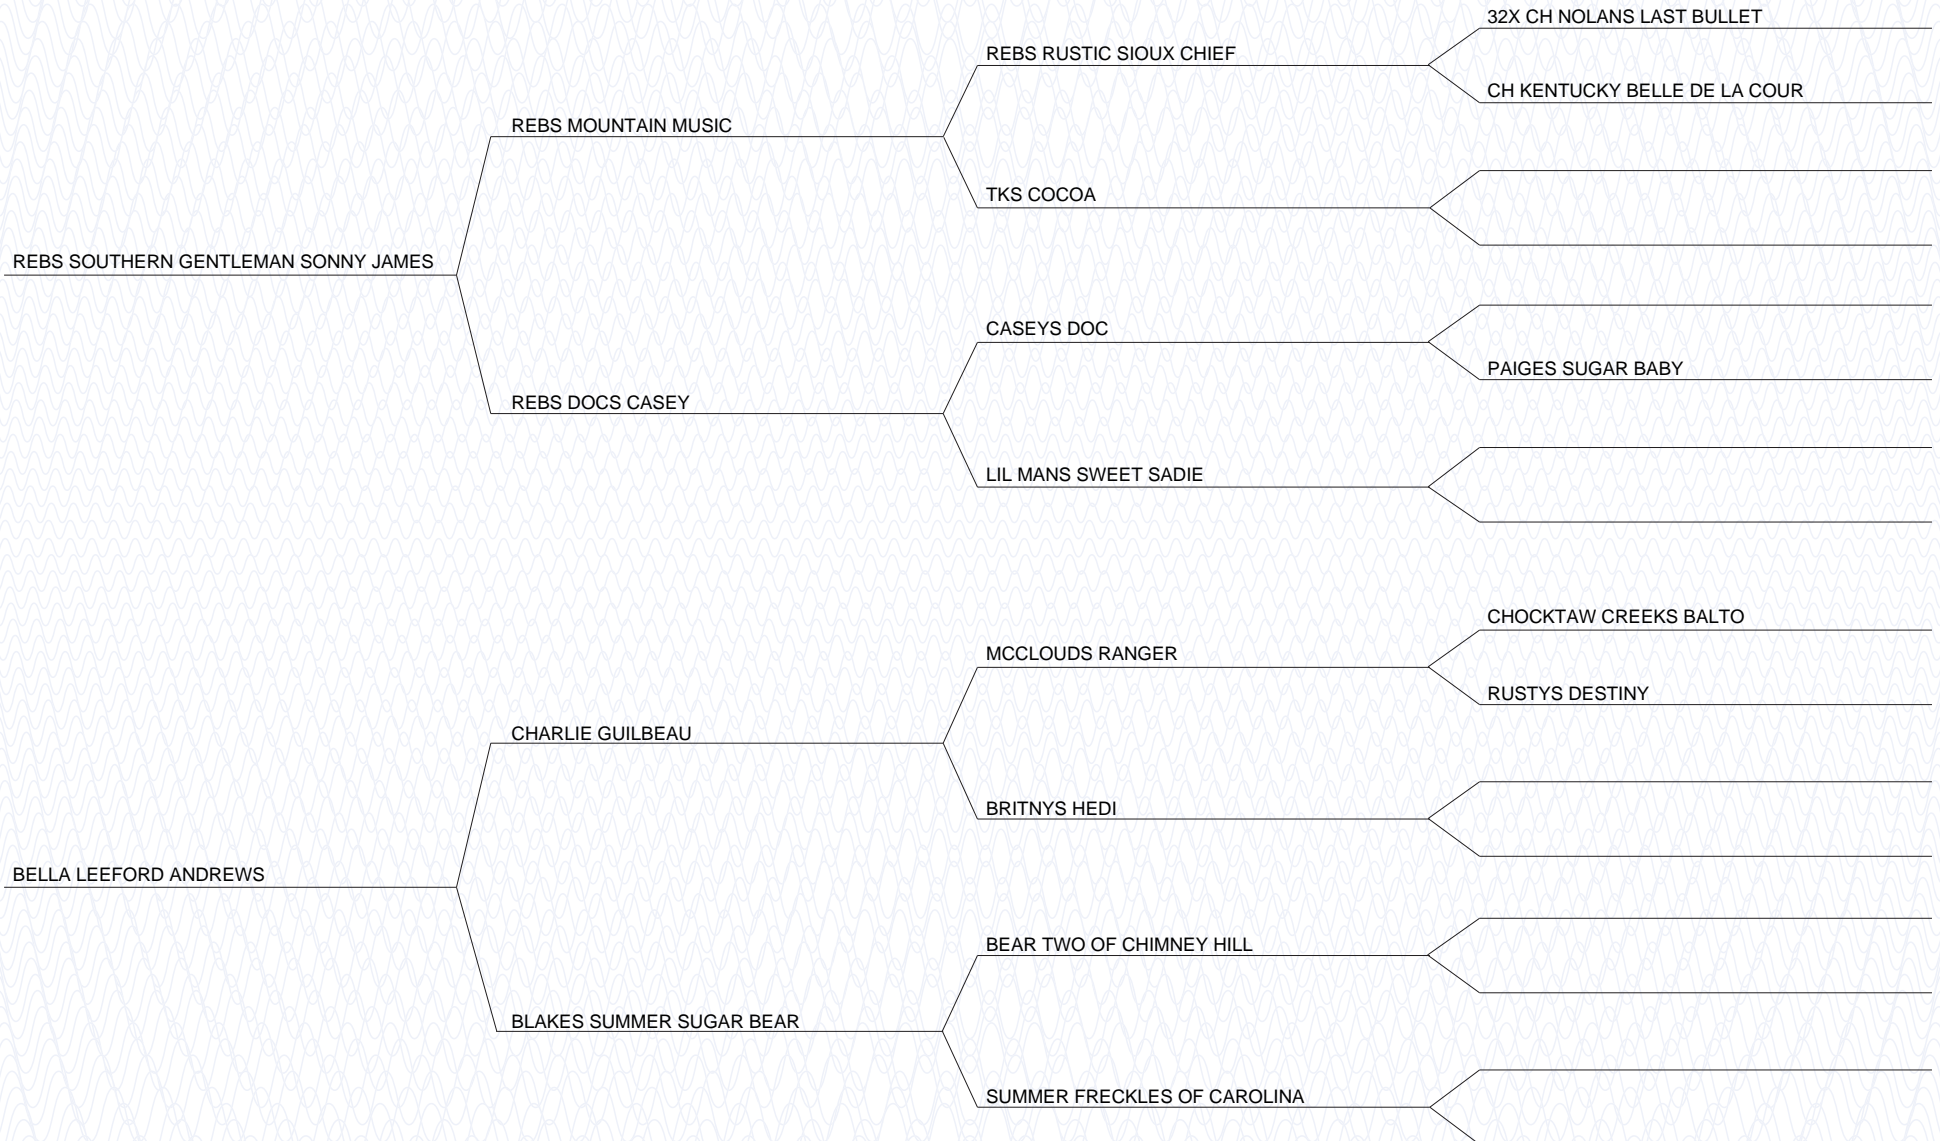 32X CH NOLANS LAST BULLET
REBS RUSTIC SIOUX CHIEF
CH KENTUCKY BELLE DE LA COUR
REBS MOUNTAIN MUSIC
TKS COCOA
REBS SOUTHERN GENTLEMAN SONNY JAMES
CASEYS DOC
PAIGES SUGAR BABY
REBS DOCS CASEY
LIL MANS SWEET SADIE
CHOCKTAW CREEKS BALTO
MCCLOUDS RANGER
RUSTYS DESTINY
CHARLIE GUILBEAU
BRITNYS HEDI
BELLA LEEFORD ANDREWS
BEAR TWO OF CHIMNEY HILL
BLAKES SUMMER SUGAR BEAR
SUMMER FRECKLES OF CAROLINA